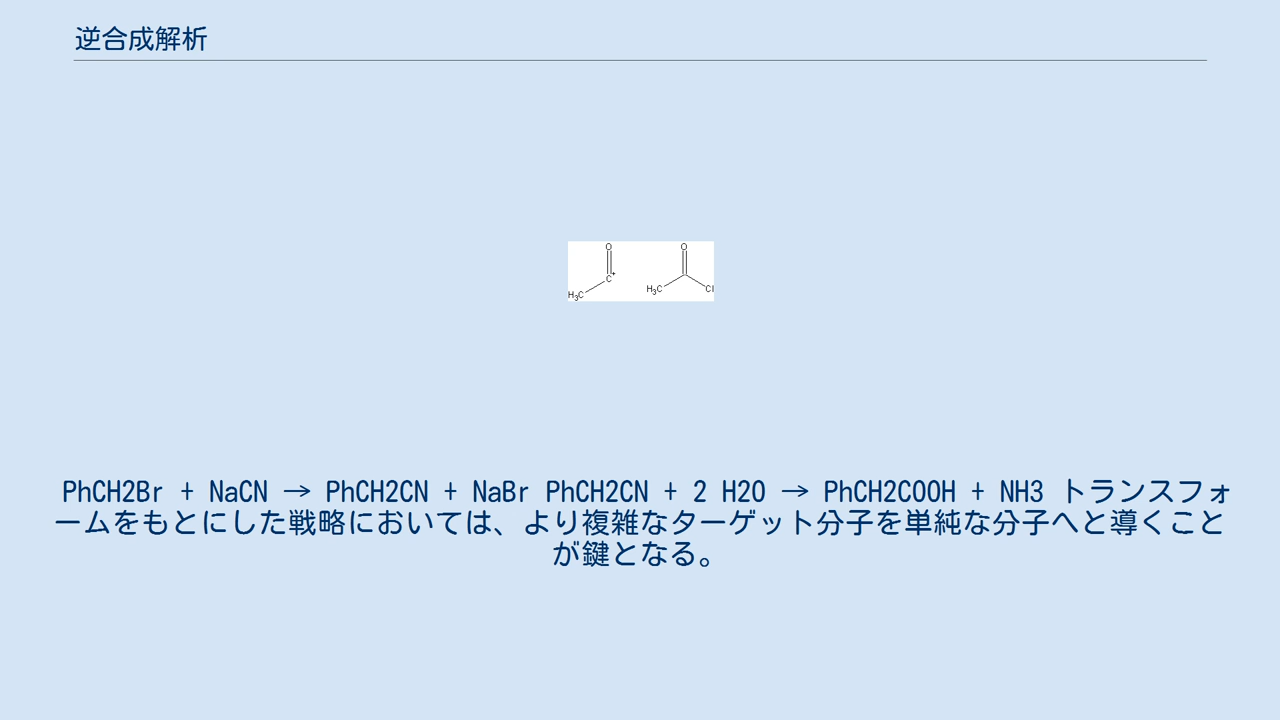 逆合成解析
O
C+
H3C
O
H3C
Cl
PhCH2Br + NaCN → PhCH2CN + NaBr PhCH2CN + 2 H2O → PhCH2COOH + NH3 トランスフォ
ームをもとにした戦略においては、より複雑なターゲット分子を単純な分子へと導くこと
が鍵となる。